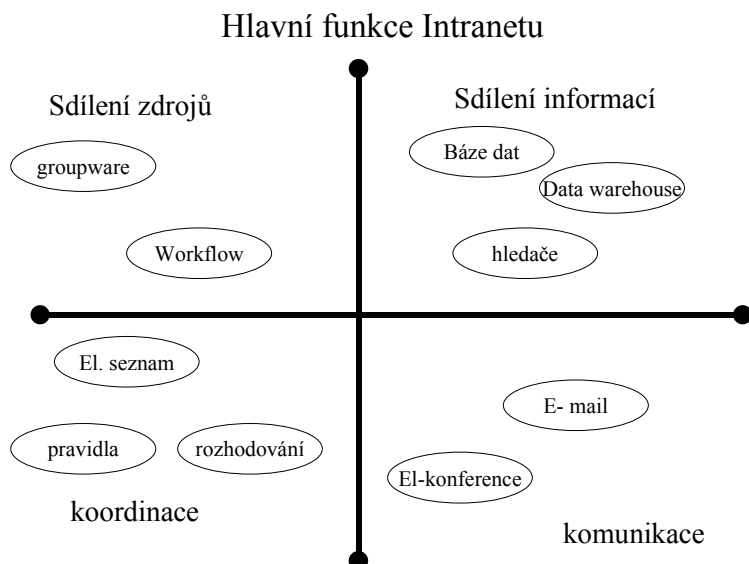 Hlavní funkce Intranetu
Sdílení zdrojů
groupware
Workflow
Sdílení informací
Báze dat
Data warehouse
hledače
El. seznam
pravidla
rozhodování
koordinace
E- mail
El-konference
komunikace